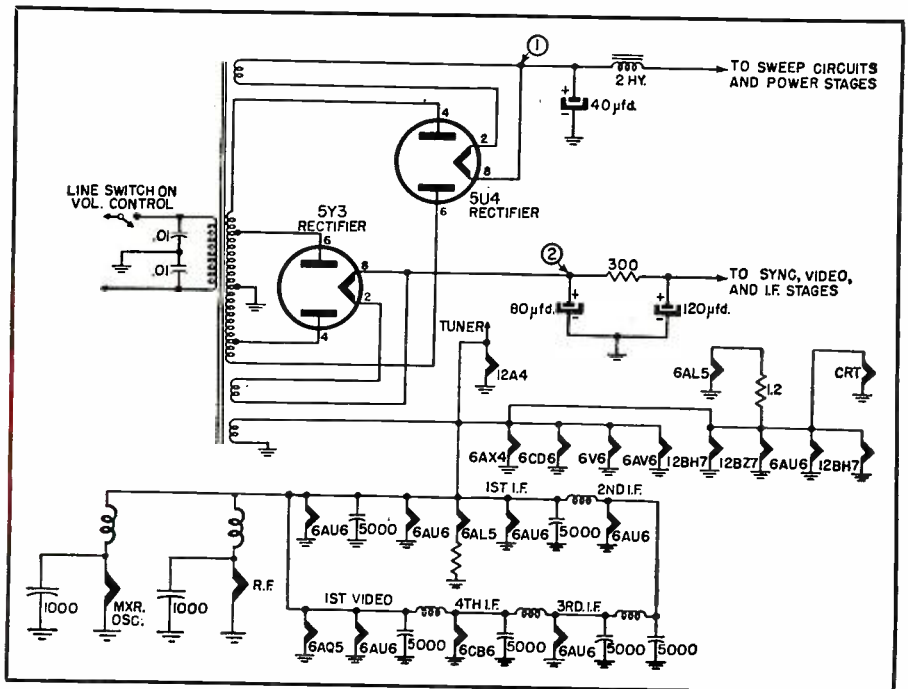 1
TO SWEEP CIRCUITS
AND POWER STAGES
2 HY.
+
-
40µfd.
4
2
8
6
5U4
RECTIFIER
LINE SWITCH ON
VOL. CONTROL
.01
.01
5Y3
RECTIFIER
6
8
2
4
2
300
TO SYNC, VIDEO,
AND I.F. STAGES
+
-
80µfd.
+
-
120µfd.
TUNER
12A4
6AL5
1.2
CRT
6AX4
6CD6
6V6
6AV6
12BH7
12BZ7
6AU6
12BH7
1ST I.F.
2ND I.F.
6AU6
5000
6AU6
6AL5
6AU6
5000
6AU6
1000
MXR.
OSC.
1000
R.F.
1ST VIDEO
4TH I.F.
3RD. I.F.
6AQ5
6AU6
5000
6CB6
5000
6AU6
5000
5000